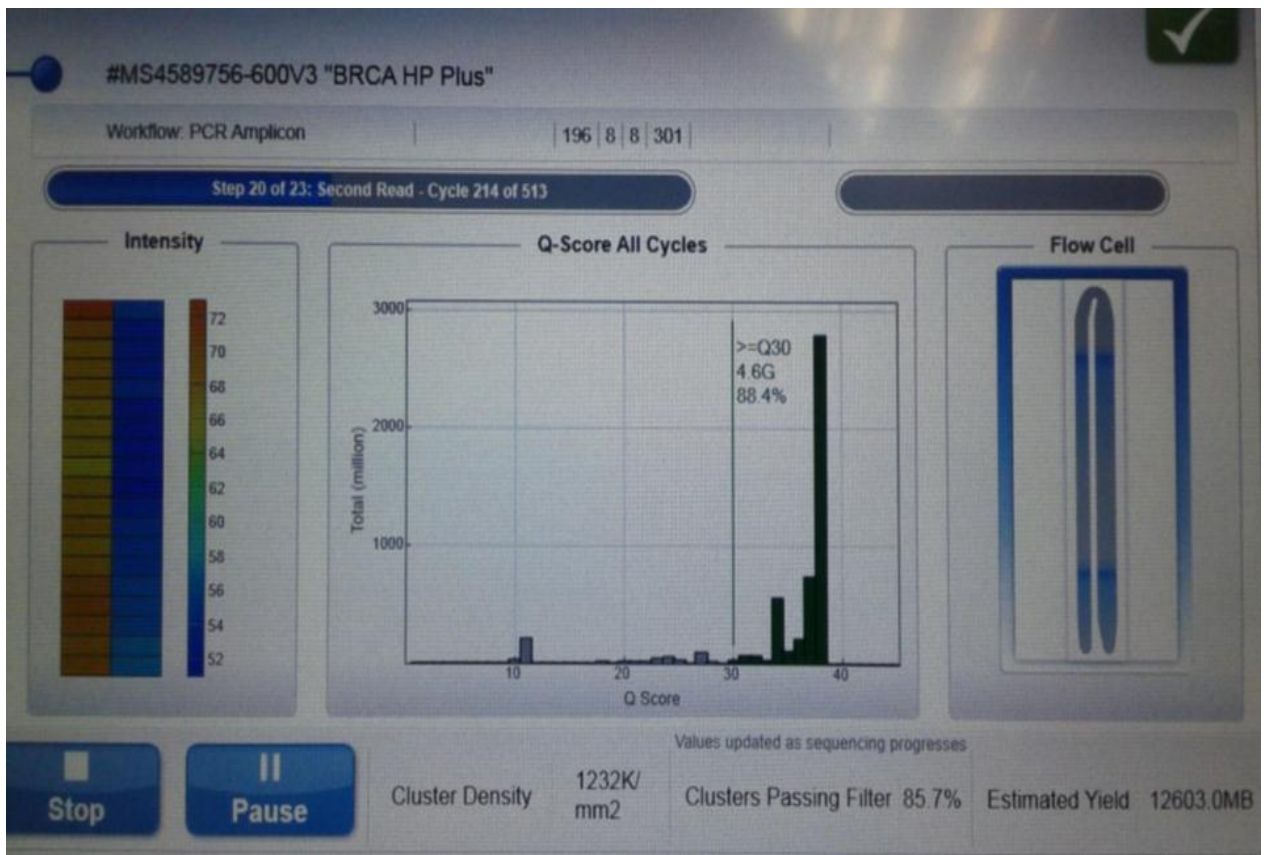 #MS4589756-600V3 "BRCA HP Plus"
Workflow: PCR Amplicon
196 8 8 301
Step 20 of 23: Second Read - Cycle 214 of 513
Intensity
72
70
68
66
64
62
60
58
56
54
52
Q-Score All Cycles
Total (million)
3000
2000
1000
>=Q30
4.6G
88.4%
10 20 30 40
Q Score
Flow Cell
Values updated as sequencing progresses
Stop
Pause
Cluster Density
1232K/
mm2
Clusters Passing Filter 85.7%
Estimated Yield 12603.0MB